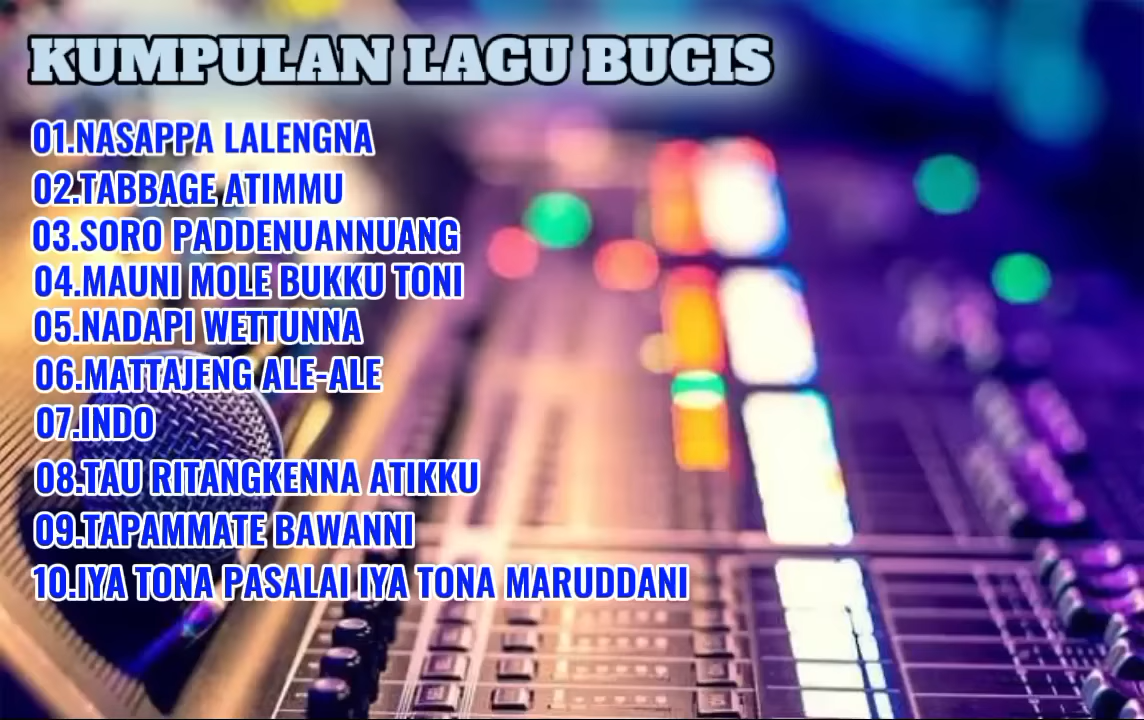 KUMPULAN LAGU BUGIS
01.NASAPPA LALENGNA
02.TABBAGE ATIMMU
03.SORO PADDENUANNUANG
04.MAUNI MOLE BUKKU TONI
05.NADAPI WETTUNNA
06.MATTAJENG ALE-ALE
07.INDO
08.TAU RITANGKENNA ATIKKU
09.TAPAMMATE BAWANNI
10.IYA TONA PASALAI IYA TONA MARUDDANI